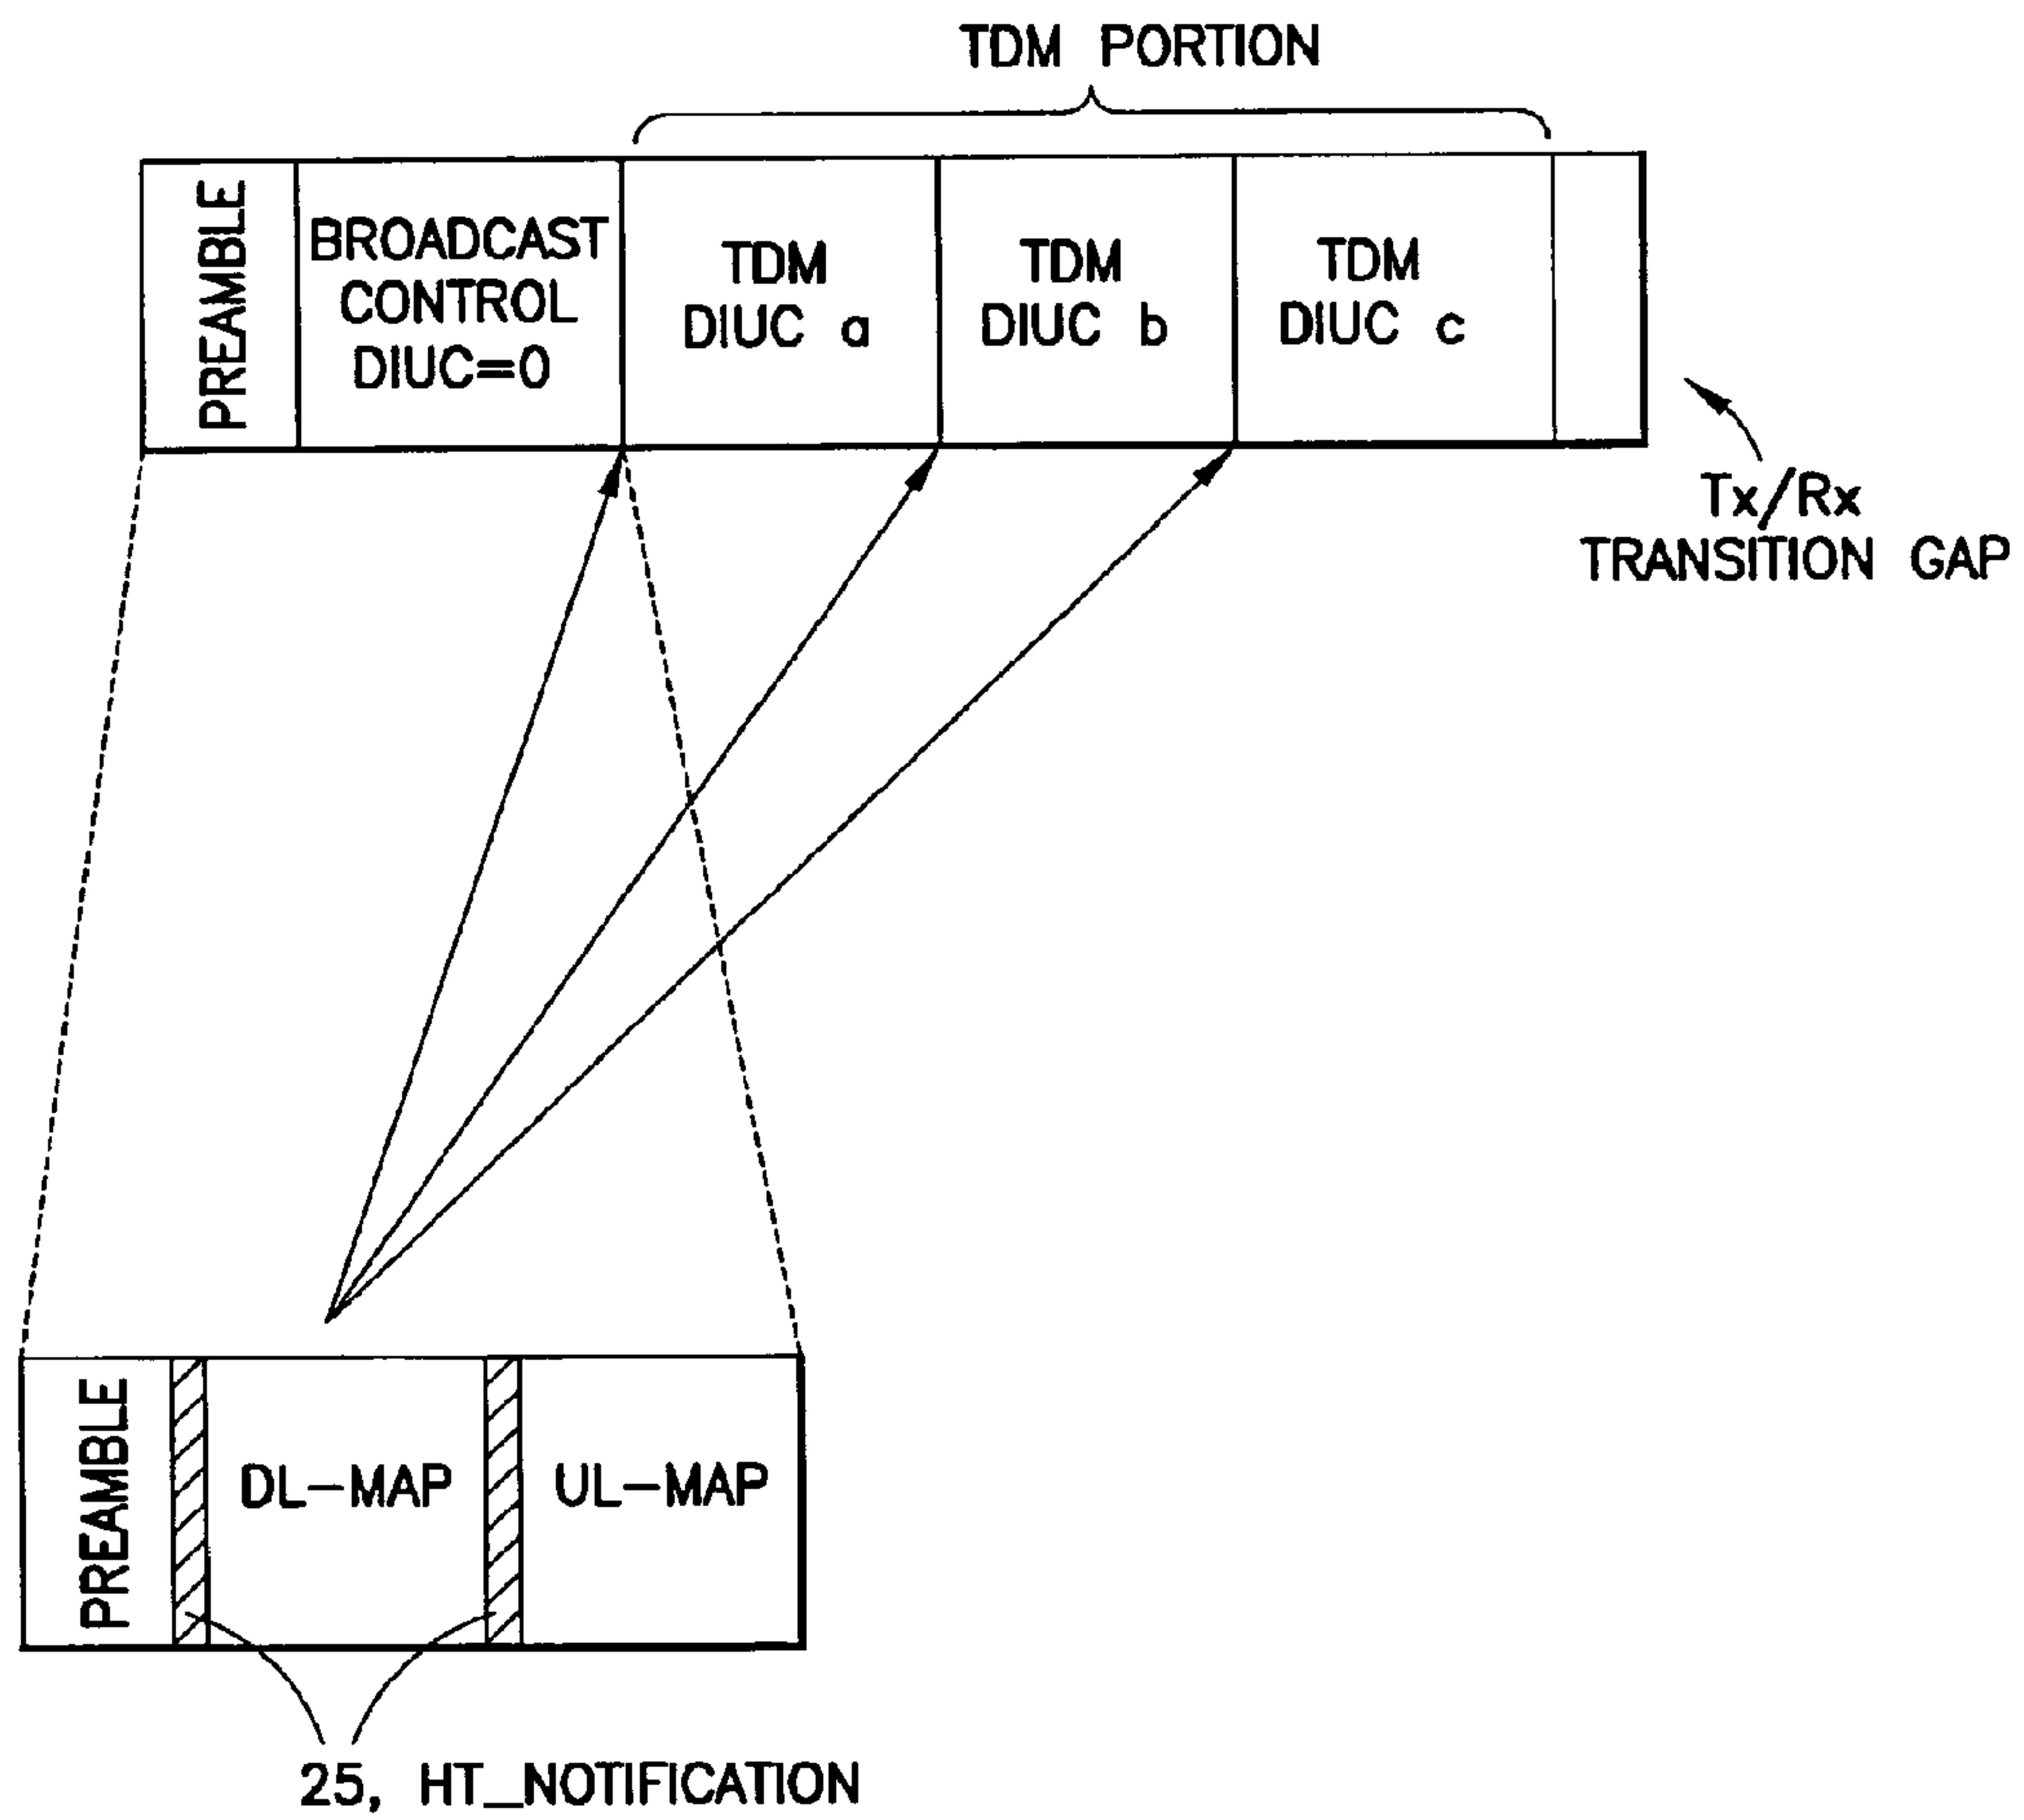 TDM PORTION
PREAMBLE
BROADCAST
CONTROL
DIUC=0
TDM
DIUC a
TDM
DIUC b
TDM
DIUC c
Tx/Rx
TRANSITION GAP
PREAMBLE
DL-MAP
UL-MAP
25, HT_NOTIFICATION